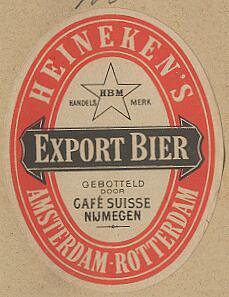 HEINEKEN'S
HBM
HANDELS MERK
EXPORT BIER
GEBOTTELD
DOOR
CAFÉ SUISSE
NIJMEGEN
AMSTERDAM-ROTTERDAM